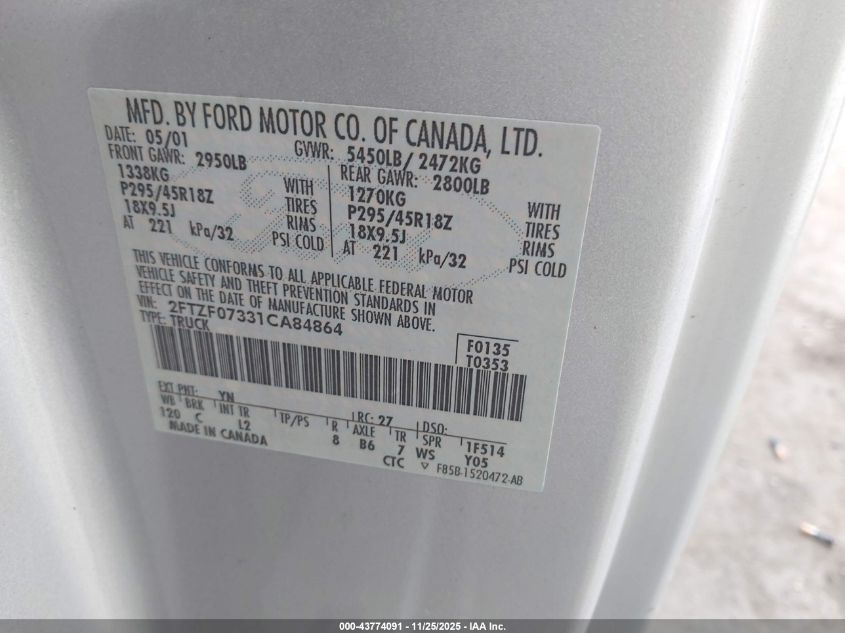 MFD. BY FORD MOTOR CO. OF CANADA, LTD.
DATE: 05/01 GVWR: 5450LB/ 2472KG
FRONT GAWR: 2950LB REAR GAWR: 2800LB
1338KG WITH 1270KG WITH
P295/45R18Z TIRES P295/45R18Z TIRES
18X9.5J RIMS 18X9.5J RIMS
AT 221 kPa/32 PSI COLD AT 221 kPa/32 PSI COLD
THIS VEHICLE CONFORMS TO ALL APPLICABLE FEDERAL MOTOR
VEHICLE SAFETY AND THEFT PREVENTION STANDARDS IN
EFFECT ON THE DATE OF MANUFACTURE SHOWN ABOVE.
VIN: 2FTZF07331CA84864
TYPE: TRUCK
F0135
T0353
EXT PNT: YN RC: 27 DSO:
WB BRK INT TR TP/PS R AXLE TR SPR 1F514
120 C L2 8 B6 7 WS Y05
MADE IN CANADA CTC ▽ F85B-1520472-AB
000-43774091 - 11/25/2025 - IAA Inc.